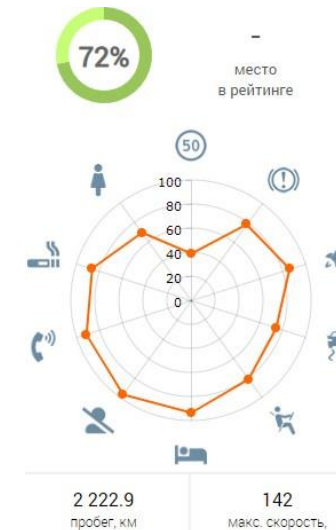 72%
-
место
в рейтинге
50
100
80
60
40
20
0
2 222.9
пробег, км
142
макс. скорость,